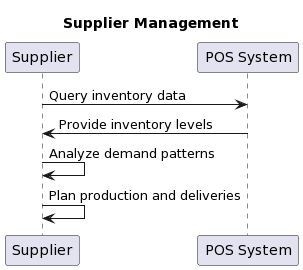 Supplier Management
Supplier
POS System
Query inventory data
Provide inventory levels
Analyze demand patterns
Plan production and deliveries
Supplier
POS System